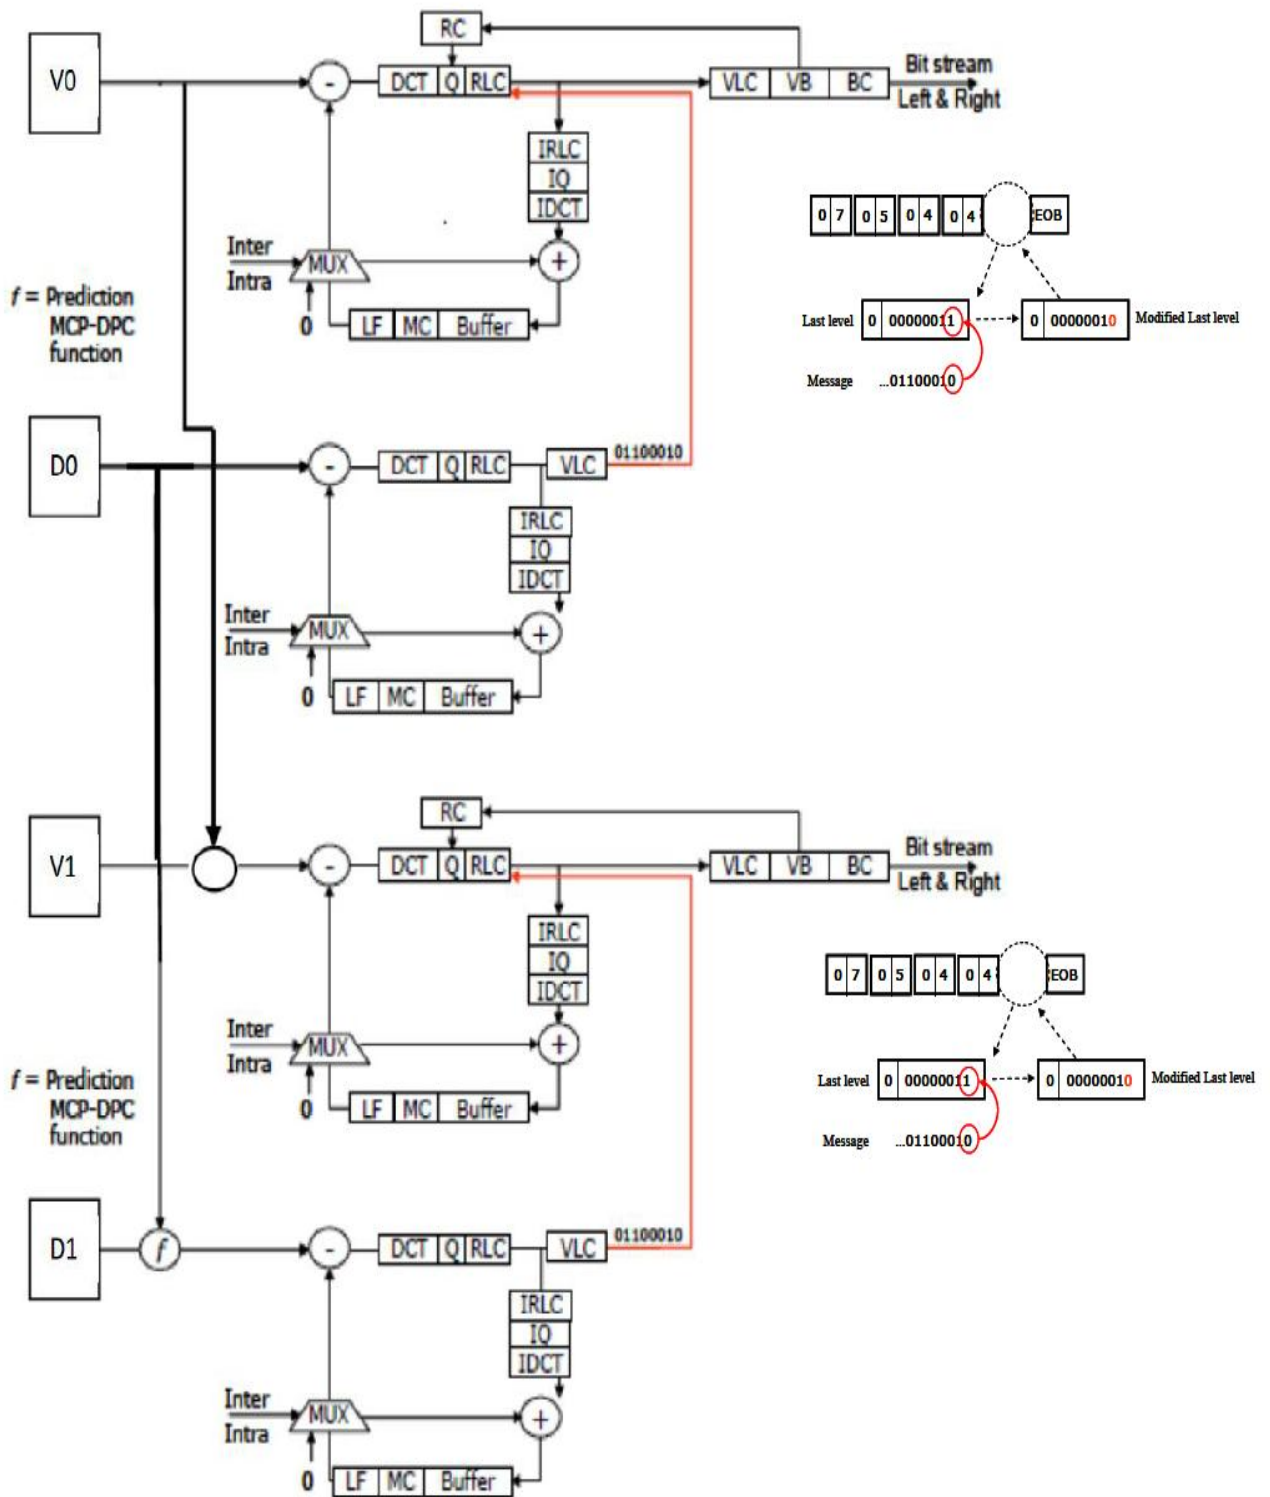 RC
V0
-
DCT Q RLC
VLC VB BC
Bit stream
Left & Right
IRLC
IQ
IDCT
0 7 0 5 0 4 0 4 EOB
Inter
Intra
MUX
+
f = Prediction
MCP-DPC
function
0
LF MC Buffer
Last level 0 00000011
0 00000010 Modified Last level
Message ...01100010
D0
-
DCT Q RLC
VLC
01100010
IRLC
IQ
IDCT
Inter
Intra
MUX
+
0
LF MC Buffer
RC
V1
-
DCT Q RLC
VLC VB BC
Bit stream
Left & Right
IRLC
IQ
IDCT
0 7 0 5 0 4 0 4 EOB
Inter
Intra
MUX
+
f = Prediction
MCP-DPC
function
0
LF MC Buffer
Last level 0 00000011
0 00000010 Modified Last level
Message ...01100010
D1
f
-
DCT Q RLC
VLC
01100010
IRLC
IQ
IDCT
Inter
Intra
MUX
+
0
LF MC Buffer